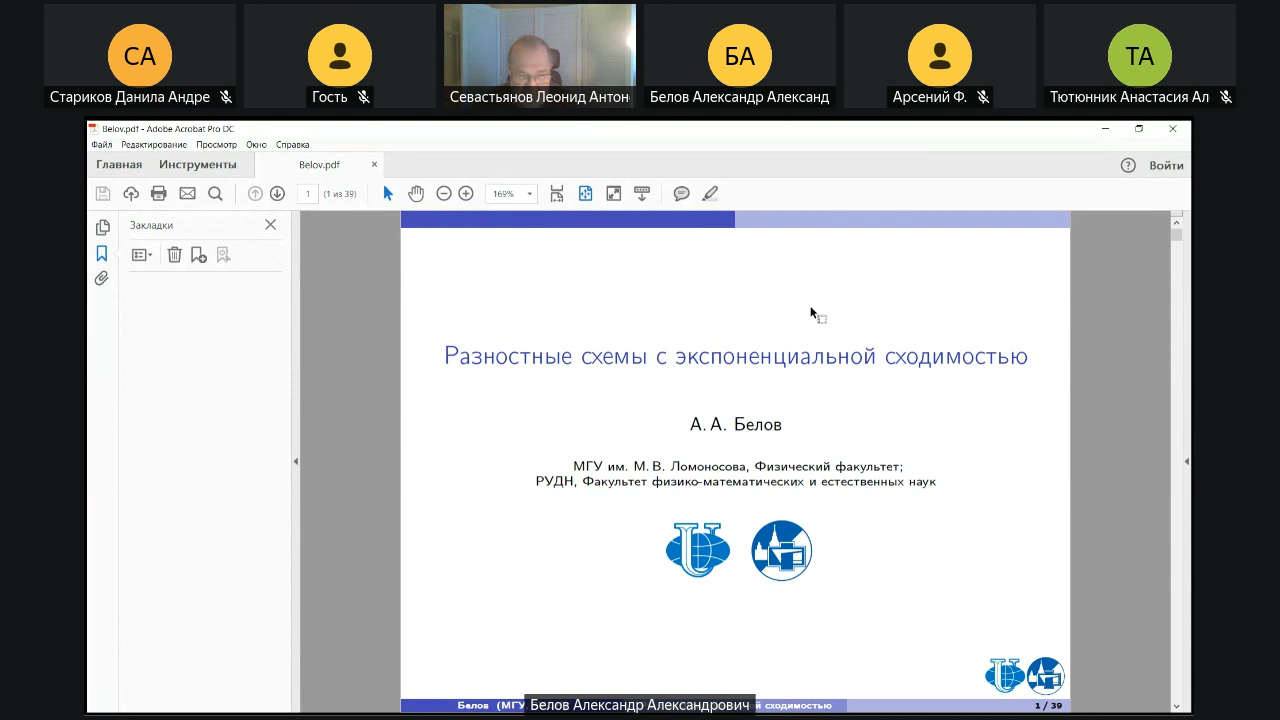 СА
БА
ТА
Стариков Данила Андре
Гость
Севастьянов Леонид Антон
Белов Александр Александ
Арсений Ф.
Тютюнник Анастасия Ал
Belov.pdf - Adobe Acrobat Pro DC
Файл Редактирование Просмотр Окно Справка
Главная Инструменты Belov.pdf × Войти
1 (1 из 39) 169%
Закладки
Разностные схемы с экспоненциальной сходимостью
А. А. Белов
МГУ им. М. В. Ломоносова, Физический факультет;
РУДН, Факультет физико-математических и естественных наук
Белов (МГУ й сходимостью 1 / 39
Белов Александр Александрович